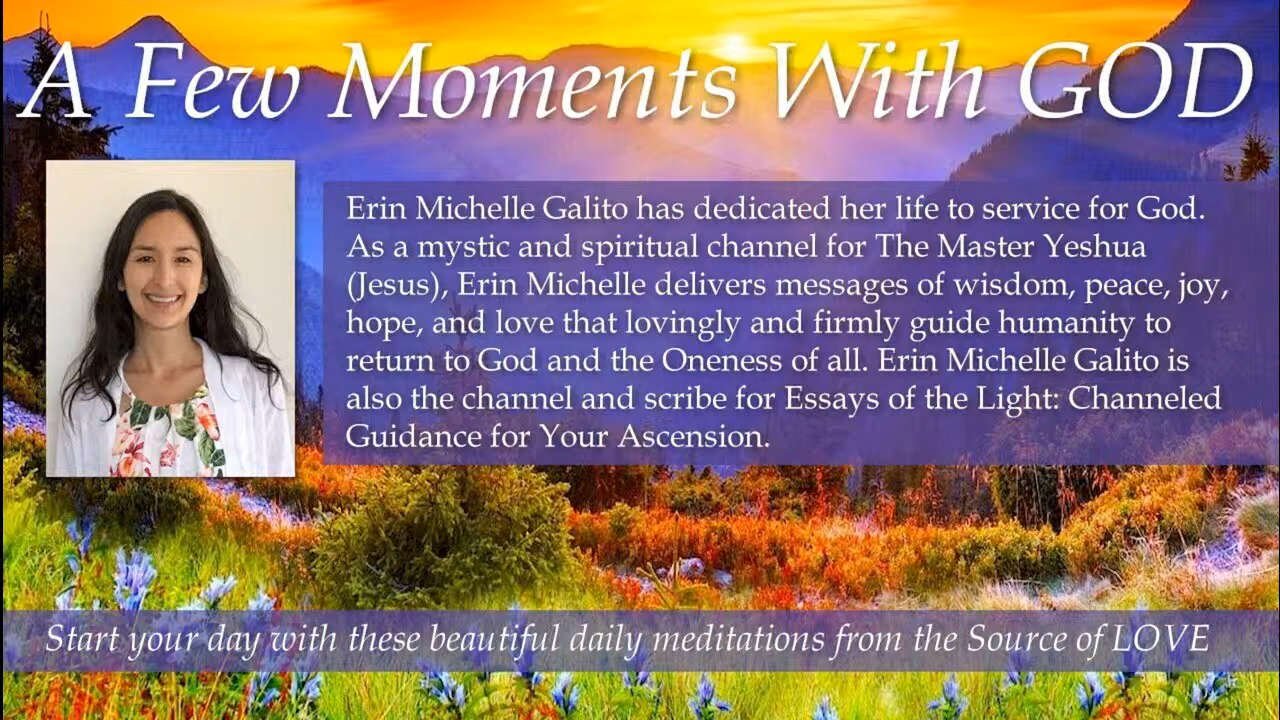 A Few Moments With GOD
Erin Michelle Galito has dedicated her life to service for God.
As a mystic and spiritual channel for The Master Yeshua
(Jesus), Erin Michelle delivers messages of wisdom, peace, joy,
hope, and love that lovingly and firmly guide humanity to
return to God and the Oneness of all. Erin Michelle Galito is
also the channel and scribe for Essays of the Light: Channeled
Guidance for Your Ascension.
Start your day with these beautiful daily meditations from the Source of LOVE